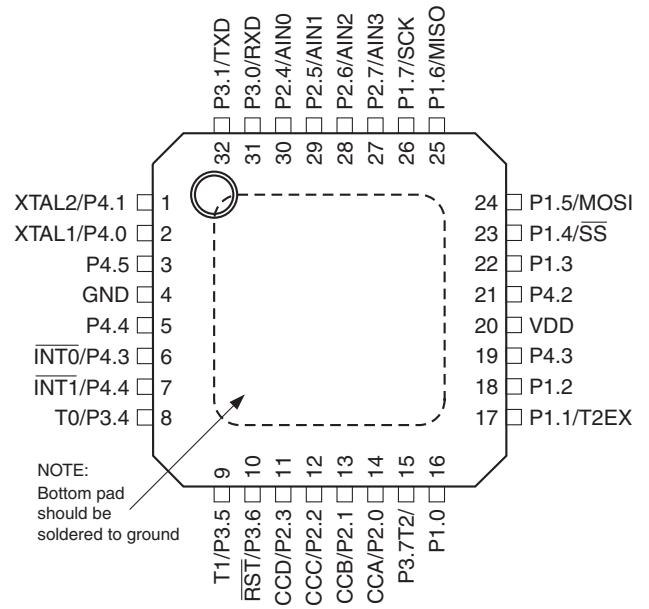 P3.1/TXD
P3.0/RXD
P2.4/AIN0
P2.5/AIN1
P2.6/AIN2
P2.7/AIN3
P1.7/SCK
P1.6/MISO
32
31
30
29
28
27
26
25
XTAL2/P4.1 1
XTAL1/P4.0 2
P4.5 3
GND 4
P4.4 5
INT0/P4.3 6
INT1/P4.4 7
T0/P3.4 8
24 P1.5/MOSI
23 P1.4/SS
22 P1.3
21 P4.2
20 VDD
19 P4.3
18 P1.2
17 P1.1/T2EX
NOTE:
Bottom pad
should be
soldered to ground
9
10
11
12
13
14
15
16
T1/P3.5
RST/P3.6
CCD/P2.3
CCC/P2.2
CCB/P2.1
CCA/P2.0
P3.7T2/
P1.0